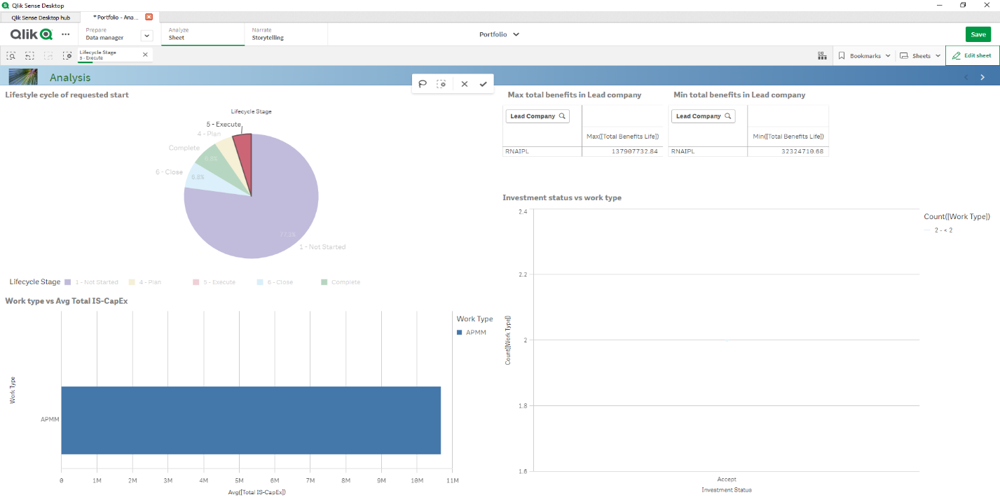 Qlik Sense Desktop
Qlik Sense Desktop hub
* Portfolio - Ana...
Qlik
Prepare
Data manager
Analyze
Sheet
Narrate
Storytelling
Portfolio
Save
Lifecycle Stage
5 - Execute
Bookmarks
Sheets
Edit sheet
Analysis
Lifestyle cycle of requested start
Lifecycle Stage
5 - Execute
4 - Plan
Complete
6.8%
6 - Close
6.8%
77.3%
1 - Not Started
Lifecycle Stage 1 - Not Started 4 - Plan 5 - Execute 6 - Close Complete
Max total benefits in Lead company
Lead Company
Max([Total Benefits Life])
RNAIPL 137907732.84
Min total benefits in Lead company
Lead Company
Min([Total Benefits Life])
RNAIPL 32324710.68
Work type vs Avg Total IS-CapEx
Work Type
APMM
Work Type
APMM
0 1M 2M 3M 4M 5M 6M 7M 8M 9M 10M 11M
Avg([Total IS-CapEx])
Investment status vs work type
2.4
2.2
2
1.8
1.6
Count([Work Type])
Accept
Investment Status
Count([Work Type])
2 - < 2